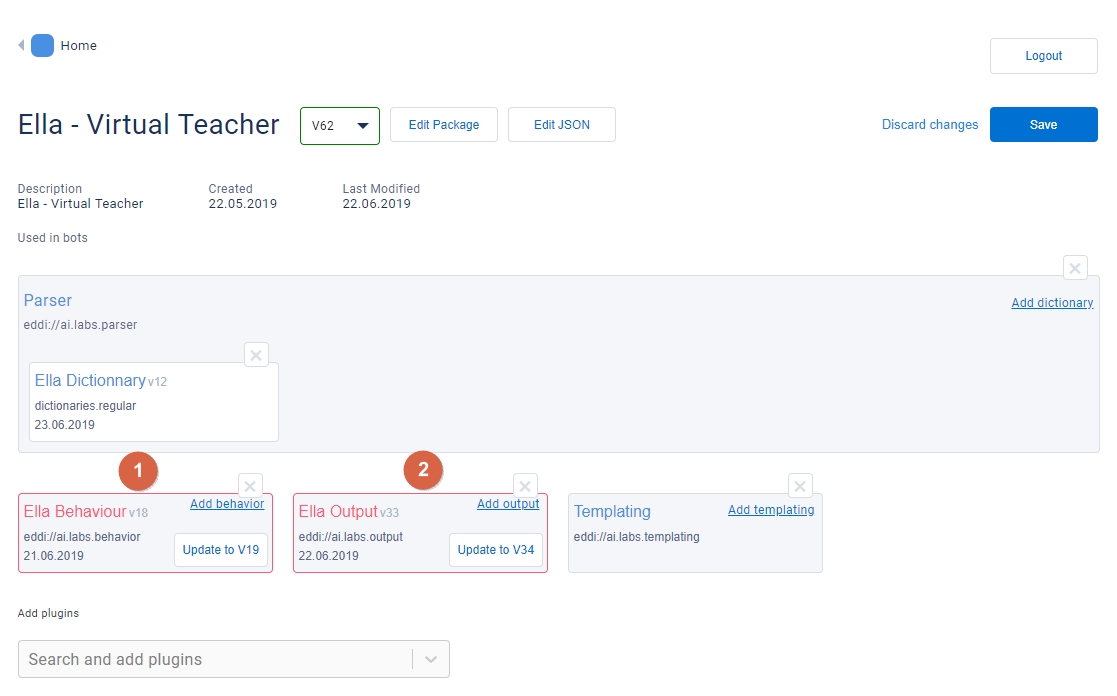 Home
Logout
Ella - Virtual Teacher
V62
Edit Package
Edit JSON
Discard changes
Save
Description
Created
Last Modified
Ella - Virtual Teacher
22.05.2019
22.06.2019
Used in bots
Parser
Add dictionary
eddi://ai.labs.parser
Ella Dictionnary v12
dictionaries.regular
23.06.2019
1
2
Add behavior
Ella Behaviour v18
eddi://ai.labs.behavior
21.06.2019
Update to V19
Add output
Ella Output v33
eddi://ai.labs.output
22.06.2019
Update to V34
Templating
Add templating
eddi://ai.labs.templating
Add plugins
Search and add plugins